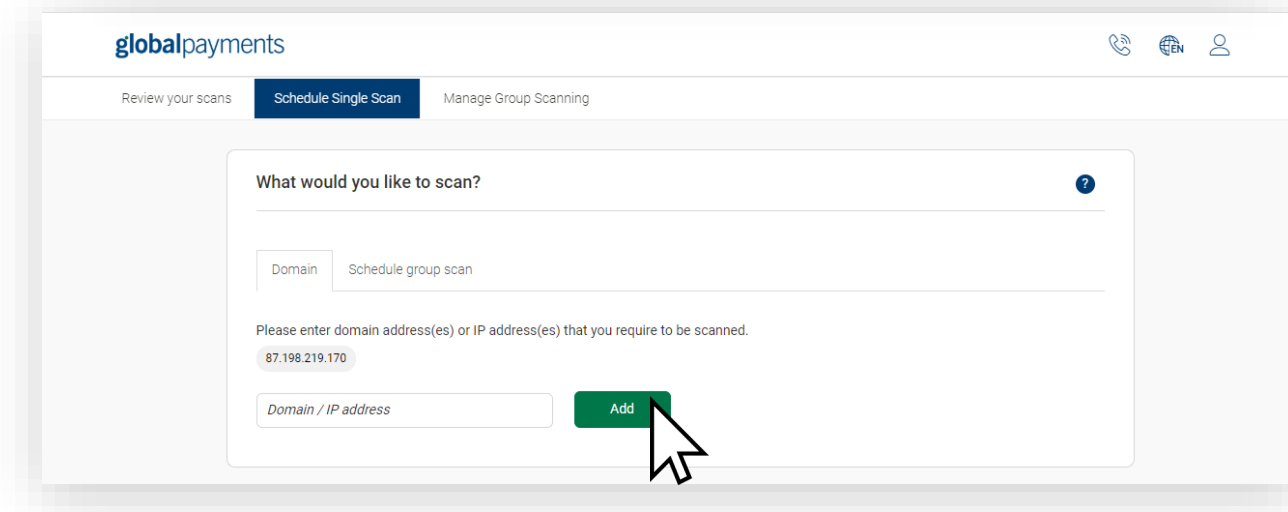 globalpayments
EN
Review your scans Schedule Single Scan Manage Group Scanning
What would you like to scan?
?
Domain Schedule group scan
Please enter domain address(es) or IP address(es) that you require to be scanned.
87.198.219.170
Domain / IP address Add